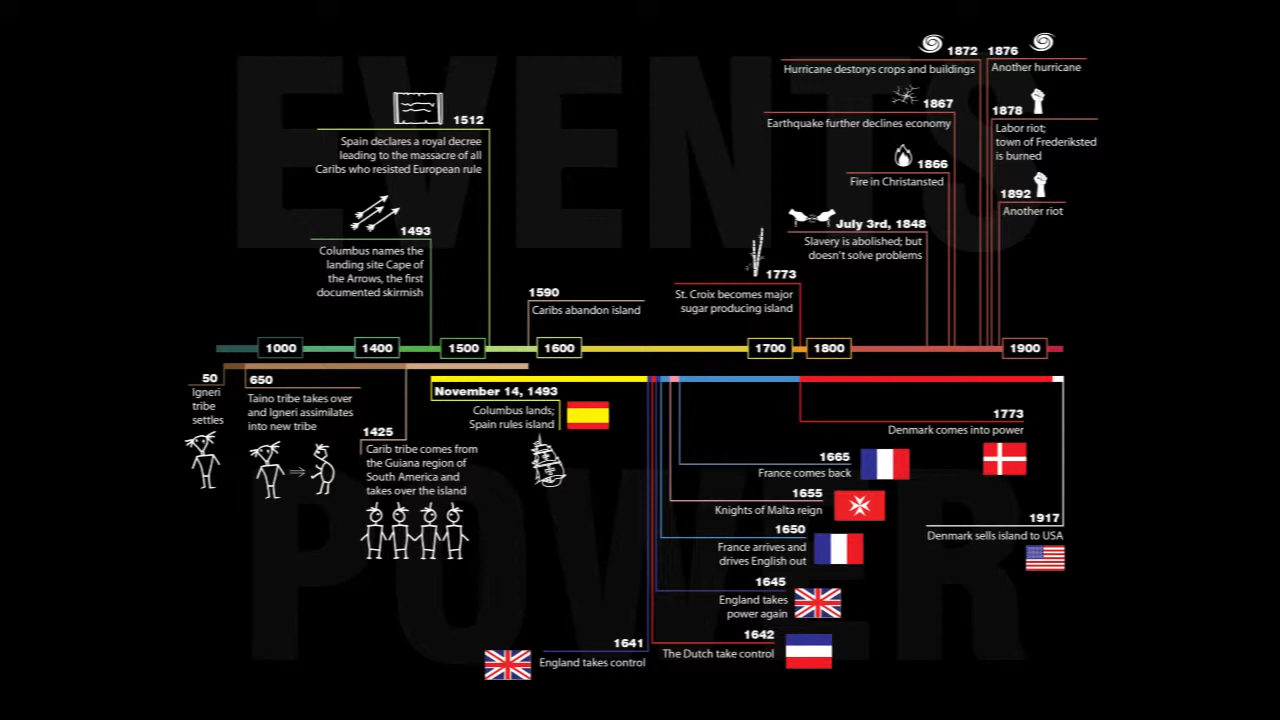 EVENTS
1872
Hurricane destorys crops and buildings
1876
Another hurricane
1867
Earthquake further declines economy
1878
Labor riot;
town of Frederiksted
is burned
1866
Fire in Christansted
1892
Another riot
1512
Spain declares a royal decree
leading to the massacre of all
Caribs who resisted European rule
1493
Columbus names the
landing site Cape of
the Arrows, the first
documented skirmish
July 3rd, 1848
Slavery is abolished; but
doesn't solve problems
1773
St. Croix becomes major
sugar producing island
1590
Caribs abandon island
1000
1400
1500
1600
1700
1800
1900
50
Igneri
tribe
settles
650
Taino tribe takes over
and Igneri assimilates
into new tribe
1425
Carib tribe comes from
the Guiana region of
South America and
takes over the island
November 14, 1493
Columbus lands;
Spain rules island
1773
Denmark comes into power
1665
France comes back
1655
Knights of Malta reign
1917
Denmark sells island to USA
1650
France arrives and
drives English out
1645
England takes
power again
1642
The Dutch take control
1641
England takes control
POWER